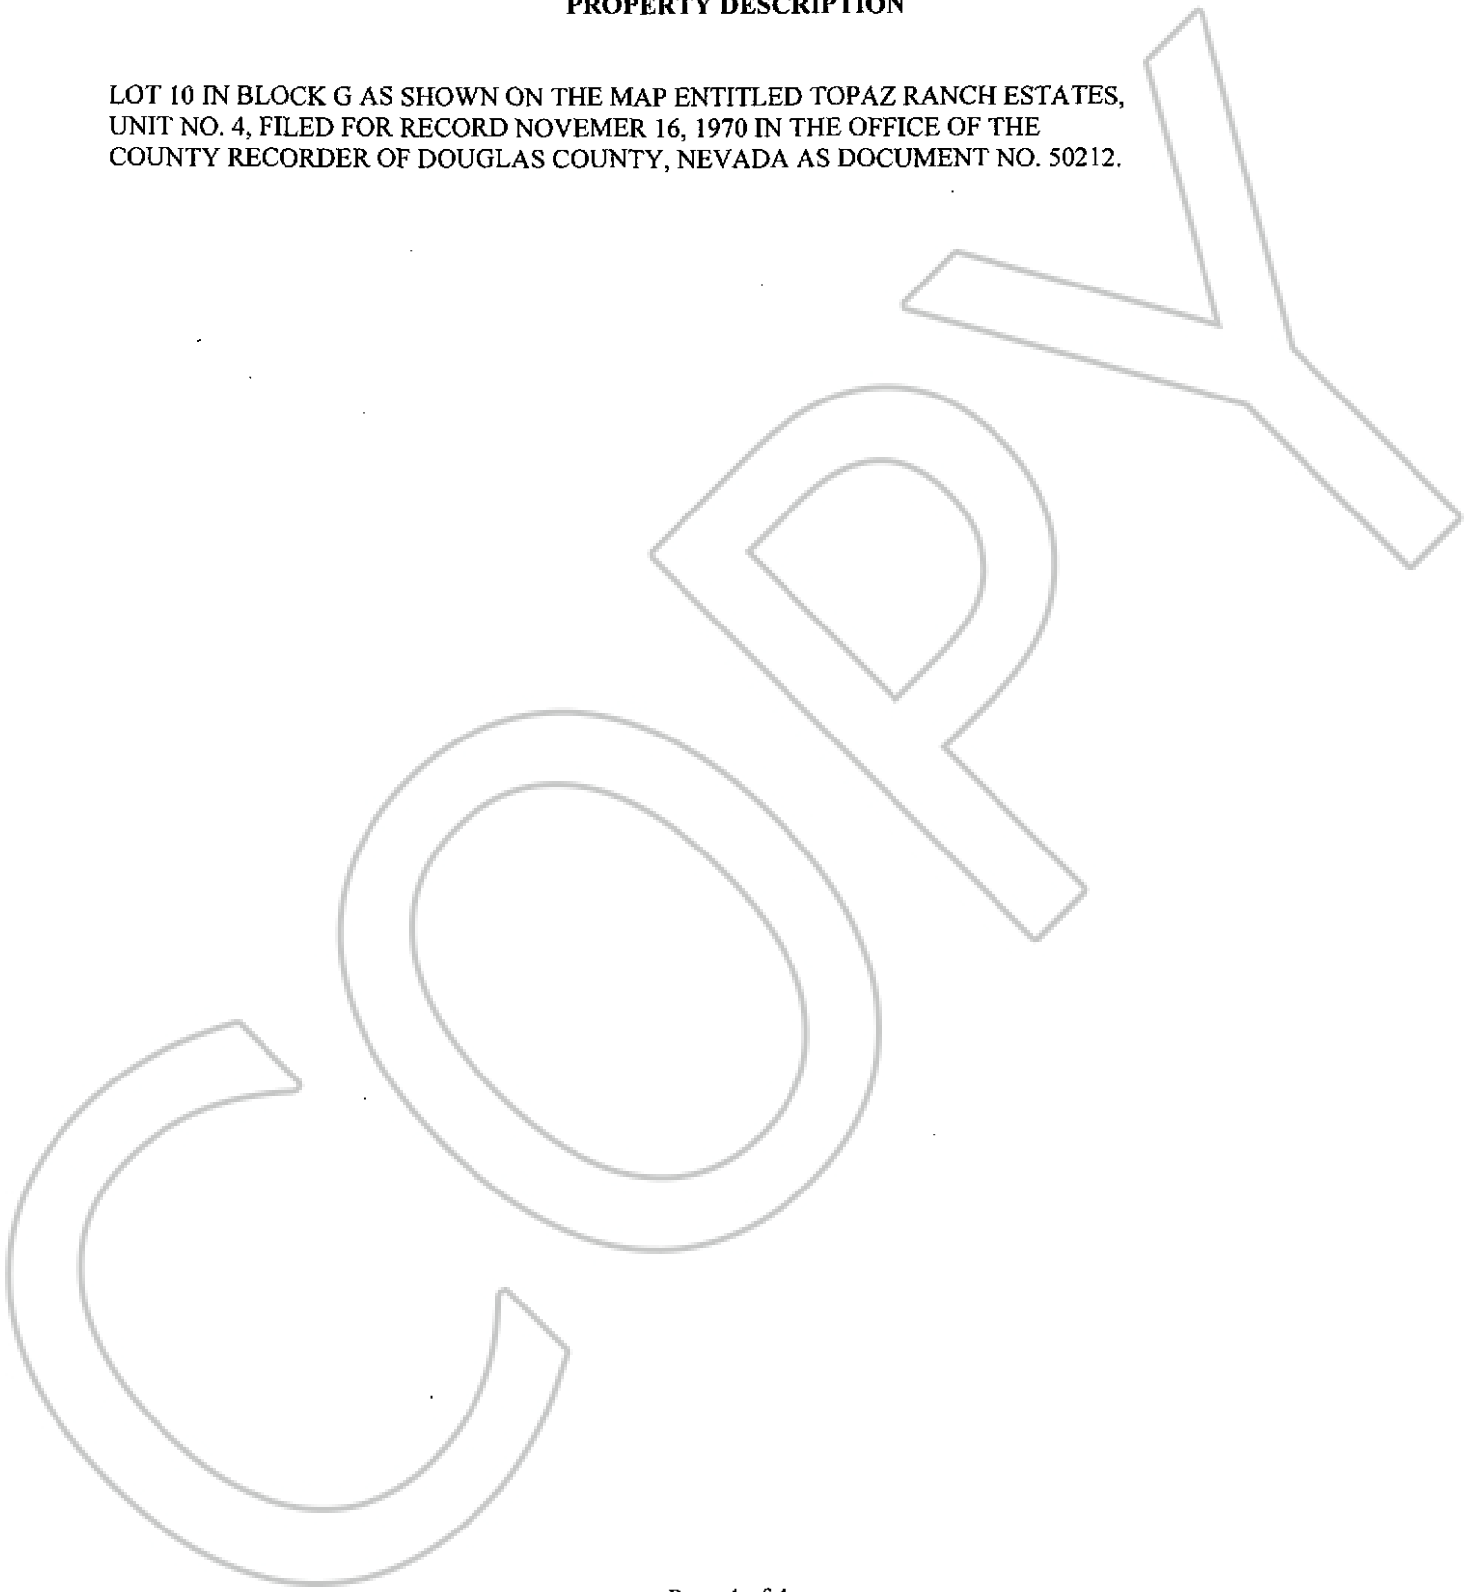 PROPERTY DESCRIPTION
LOT 10 IN BLOCK G AS SHOWN ON THE MAP ENTITLED TOPAZ RANCH ESTATES,
UNIT NO. 4, FILED FOR RECORD NOVEMER 16, 1970 IN THE OFFICE OF THE
COUNTY RECORDER OF DOUGLAS COUNTY, NEVADA AS DOCUMENT NO. 50212.
COPY